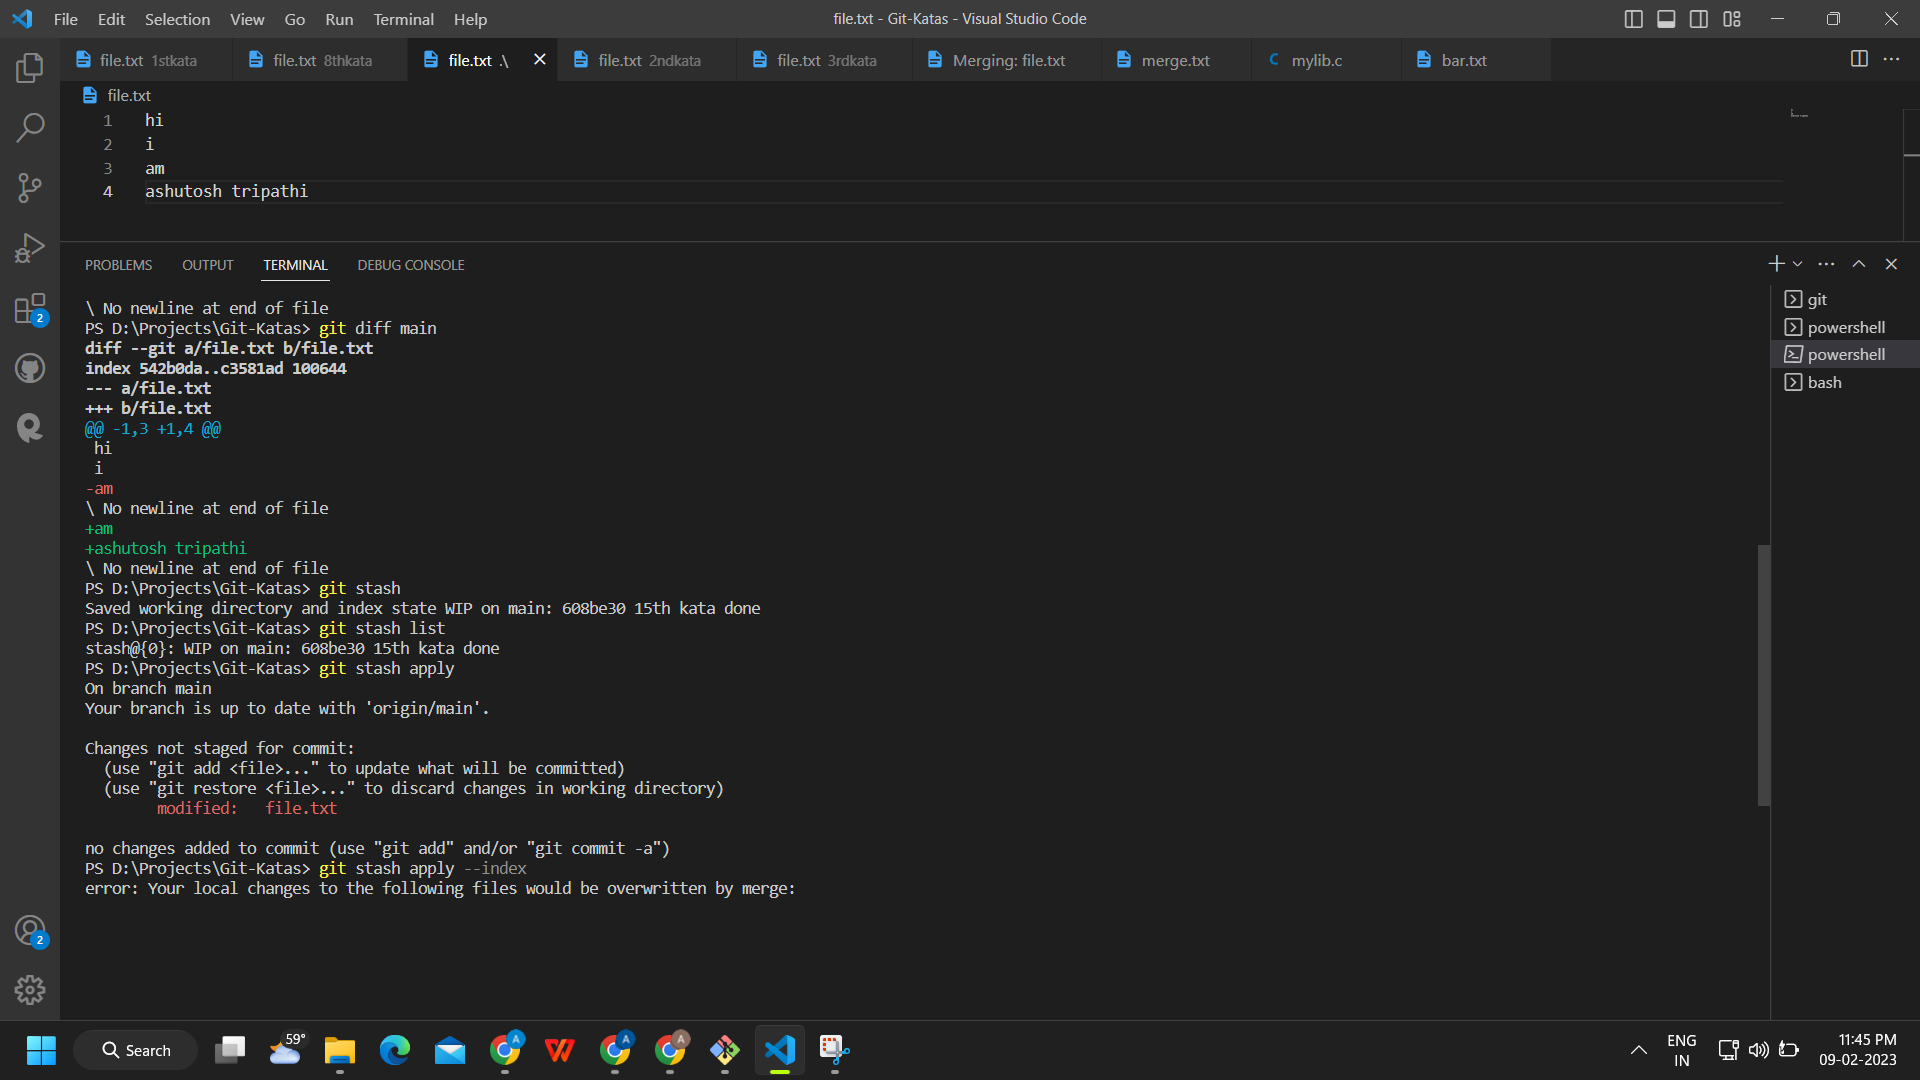 File Edit Selection View Go Run Terminal Help
file.txt - Git-Katas - Visual Studio Code
file.txt 1stkata
file.txt 8thkata
file.txt .\
file.txt 2ndkata
file.txt 3rdkata
Merging: file.txt
merge.txt
C mylib.c
bar.txt
file.txt
1 hi
2 i
3 am
4 ashutosh tripathi
PROBLEMS OUTPUT TERMINAL DEBUG CONSOLE
\ No newline at end of file
PS D:\Projects\Git-Katas> git diff main
diff --git a/file.txt b/file.txt
index 542b0da..c3581ad 100644
--- a/file.txt
+++ b/file.txt
@@ -1,3 +1,4 @@
 hi
 i
-am
\ No newline at end of file
+am
+ashutosh tripathi
\ No newline at end of file
PS D:\Projects\Git-Katas> git stash
Saved working directory and index state WIP on main: 608be30 15th kata done
PS D:\Projects\Git-Katas> git stash list
stash@{0}: WIP on main: 608be30 15th kata done
PS D:\Projects\Git-Katas> git stash apply
On branch main
Your branch is up to date with 'origin/main'.
Changes not staged for commit:
  (use "git add <file>..." to update what will be committed)
  (use "git restore <file>..." to discard changes in working directory)
        modified:   file.txt
no changes added to commit (use "git add" and/or "git commit -a")
PS D:\Projects\Git-Katas> git stash apply --index
error: Your local changes to the following files would be overwritten by merge:
git
powershell
powershell
bash
2
2
Search
59°
A
W
A
A
ENG
IN
11:45 PM
09-02-2023